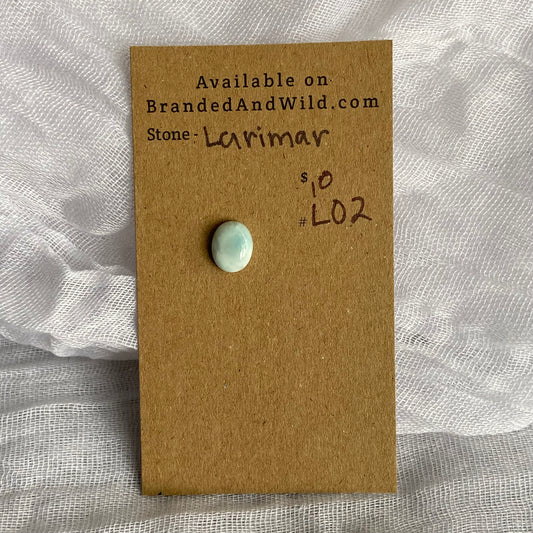 Available on
BrandedAndWild.com
Stone - Larimar
$10
#L02